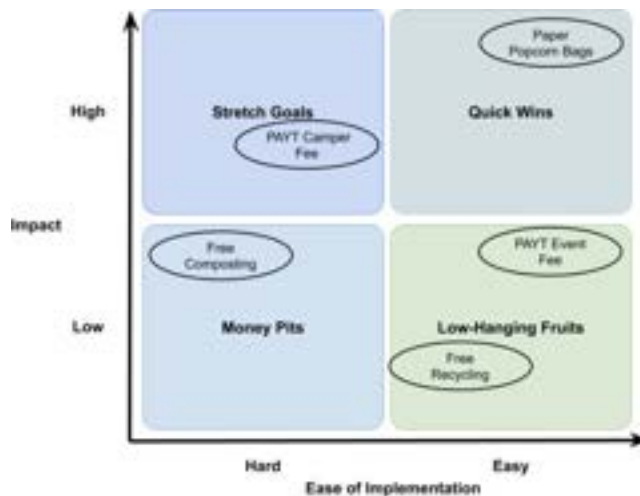 Paper
Popcorn Bags
High
Stretch Goals
Quick Wins
PAYT Camper
Fee
Impact
Free
Composting
PAYT Event
Fee
Low
Money Pits
Low-Hanging Fruits
Free
Recycling
Hard
Easy
Ease of Implementation